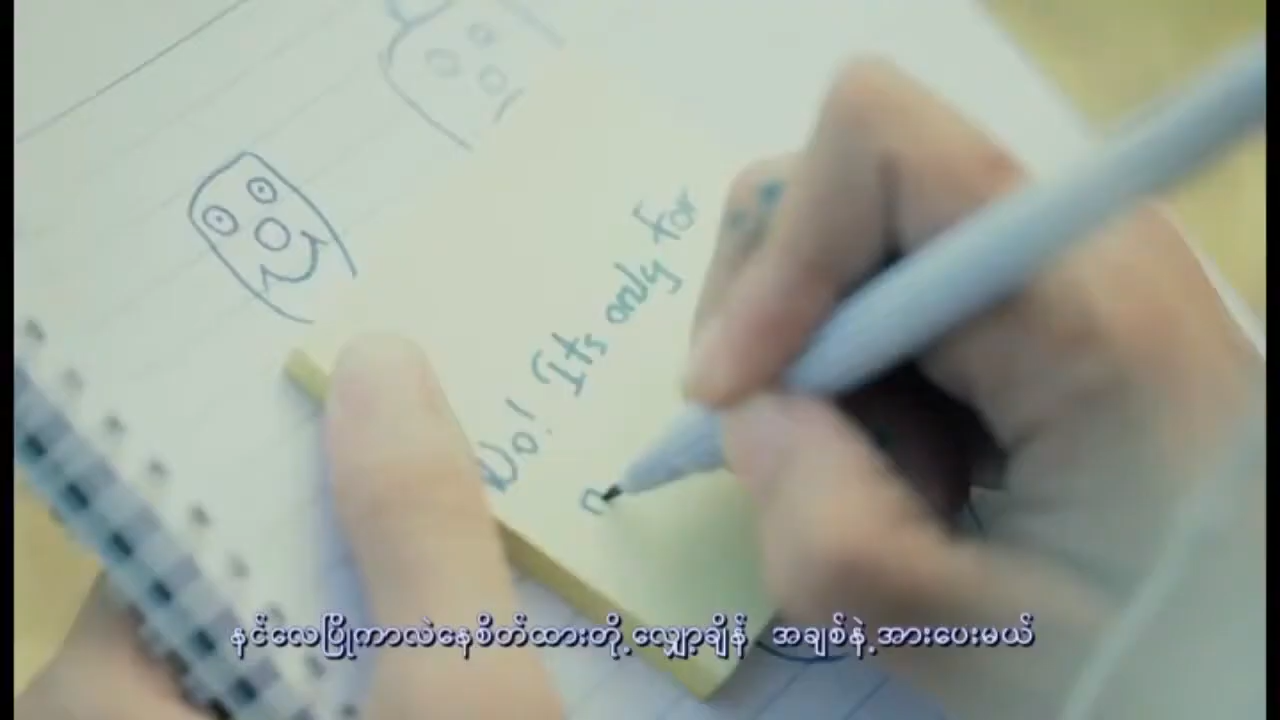 No! Its only for
နင်လေပြိုကာလဲနေစိတ်ထားတို့လျှော့ချိန် အချစ်နဲ့အားပေးမယ်